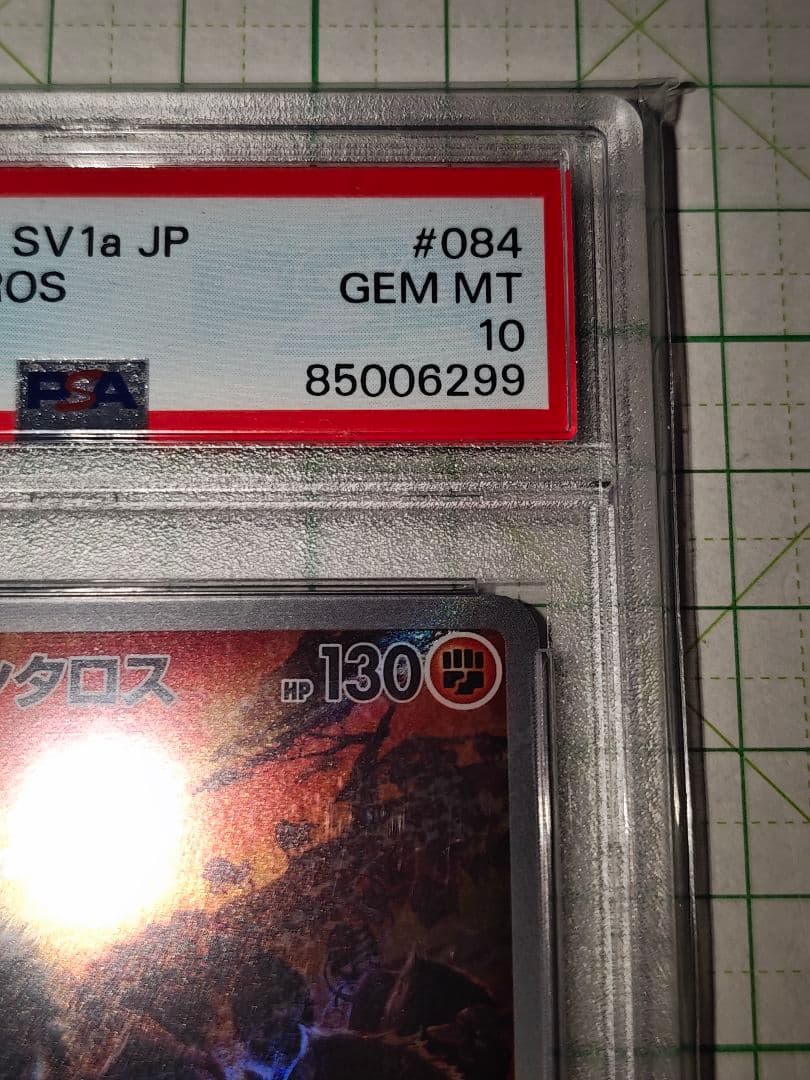 SV1a JP #084
ROS GEM MT
10
PSA 85006299
ンタロス HP 130